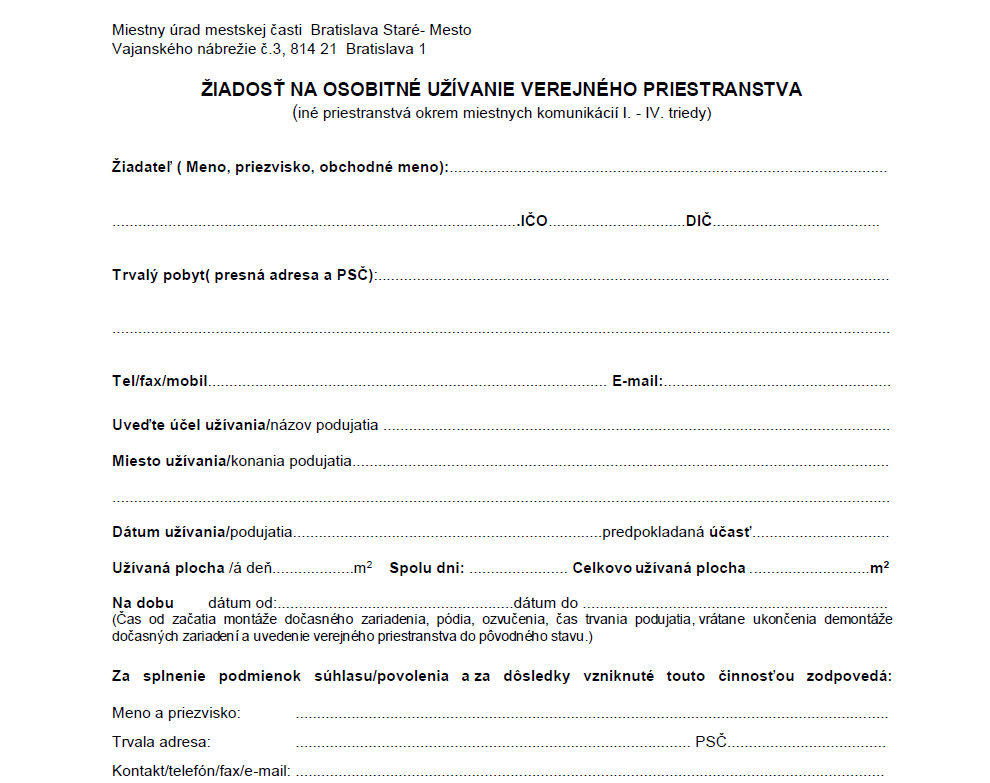 Miestny úrad mestskej časti  Bratislava Staré- Mesto
Vajanského nábrežie č.3, 814 21  Bratislava 1
ŽIADOSŤ NA OSOBITNÉ UŽÍVANIE VEREJNÉHO PRIESTRANSTVA
(iné priestranstvá okrem miestnych komunikácií I. - IV. triedy)
Žiadateľ ( Meno, priezvisko, obchodné meno):.......................................................................................................
................................................................................................IČO................................DIČ.......................................
Trvalý pobyt( presná adresa a PSČ):........................................................................................................................
.......................................................................................................................................................................................
Tel/fax/mobil.............................................................................................. E-mail:.....................................................
Uveďte účel užívania/názov podujatia .......................................................................................................................
Miesto užívania/konania podujatia..............................................................................................................................
.......................................................................................................................................................................................
Dátum užívania/podujatia.........................................................................predpokladaná účasť................................
Užívaná plocha /á deň...................m² Spolu dni: ....................... Celkovo užívaná plocha ............................m²
Na dobu dátum od:.......................................................dátum do ........................................................................
(Čas od začatia montáže dočasného zariadenia, pódia, ozvučenia, čas trvania podujatia, vrátane ukončenia demontáže
dočasných zariadení a uvedenie verejného priestranstva do pôvodného stavu.)
Za splnenie podmienok súhlasu/povolenia a za dôsledky vzniknuté touto činnosťou zodpovedá:
Meno a priezvisko: ............................................................................................................................................
Trvala adresa: ............................................................................................. PSČ.....................................
Kontakt/telefón/fax/e-mail: ...........................................................................................................................................